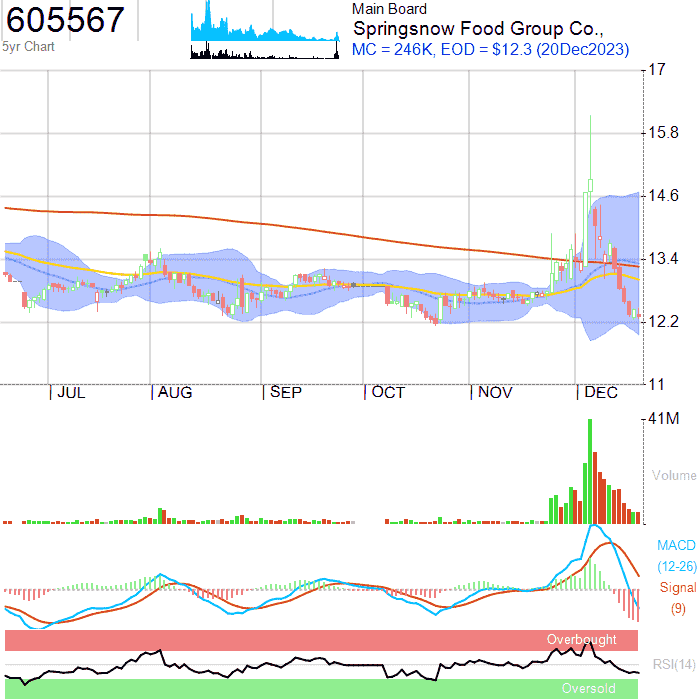 605567
5yr Chart
Main Board
Springsnow Food Group Co.,
MC = 246K, EOD = $12.3 (20Dec2023)
17
15.8
14.6
13.4
12.2
11
JUL AUG SEP OCT NOV DEC
41M
Volume
MACD
(12-26)
Signal
(9)
Overbought
RSI(14)
Oversold